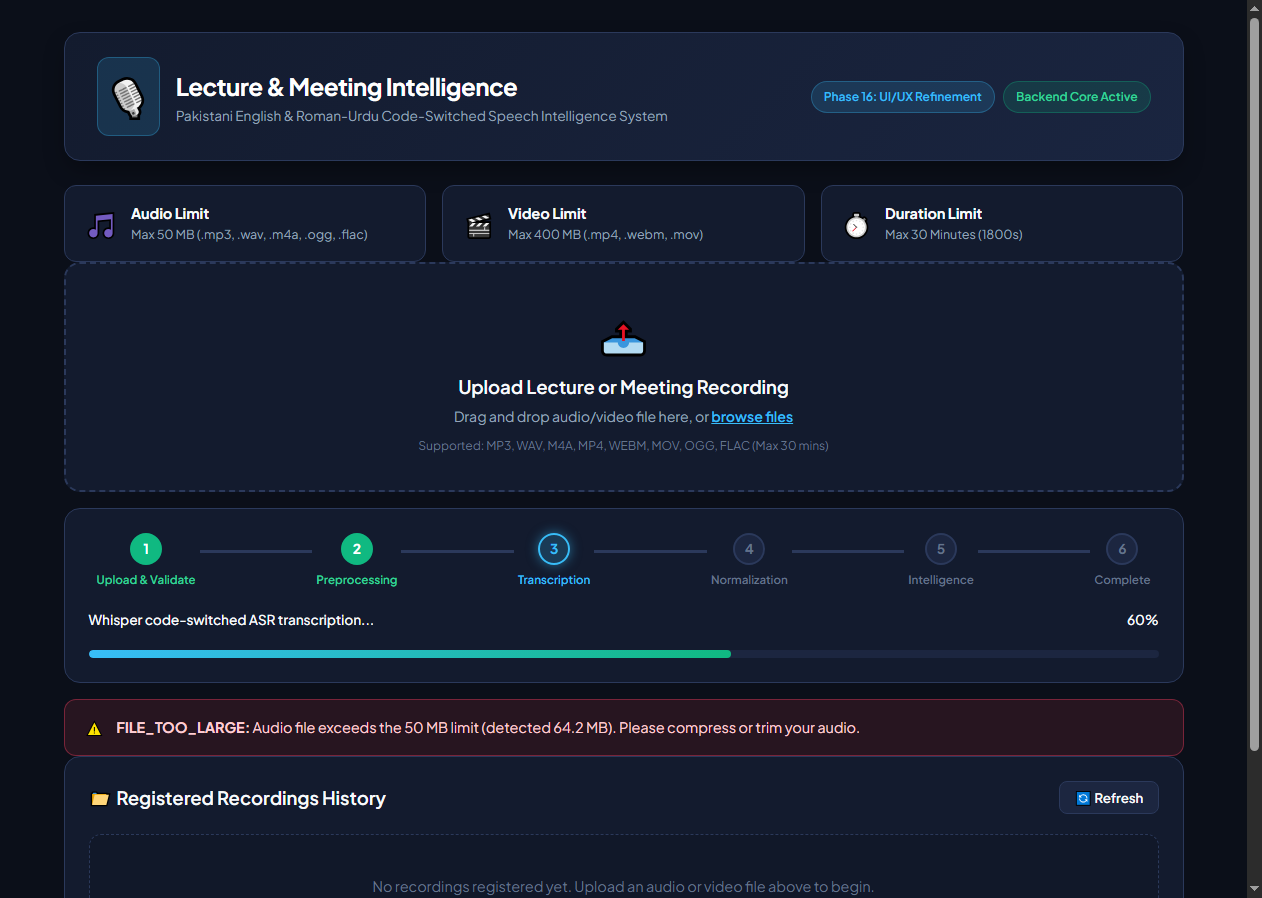 Lecture & Meeting Intelligence
Pakistani English & Roman-Urdu Code-Switched Speech Intelligence System
Phase 16: UI/UX Refinement
Backend Core Active
Audio Limit
Max 50 MB (.mp3, .wav, .m4a, .ogg, .flac)
Video Limit
Max 400 MB (.mp4, .webm, .mov)
Duration Limit
Max 30 Minutes (1800s)
Upload Lecture or Meeting Recording
Drag and drop audio/video file here, or browse files
Supported: MP3, WAV, M4A, MP4, WEBM, MOV, OGG, FLAC (Max 30 mins)
1
Upload & Validate
2
Preprocessing
3
Transcription
4
Normalization
5
Intelligence
6
Complete
Whisper code-switched ASR transcription...
60%
FILE_TOO_LARGE: Audio file exceeds the 50 MB limit (detected 64.2 MB). Please compress or trim your audio.
Registered Recordings History
Refresh
No recordings registered yet. Upload an audio or video file above to begin.